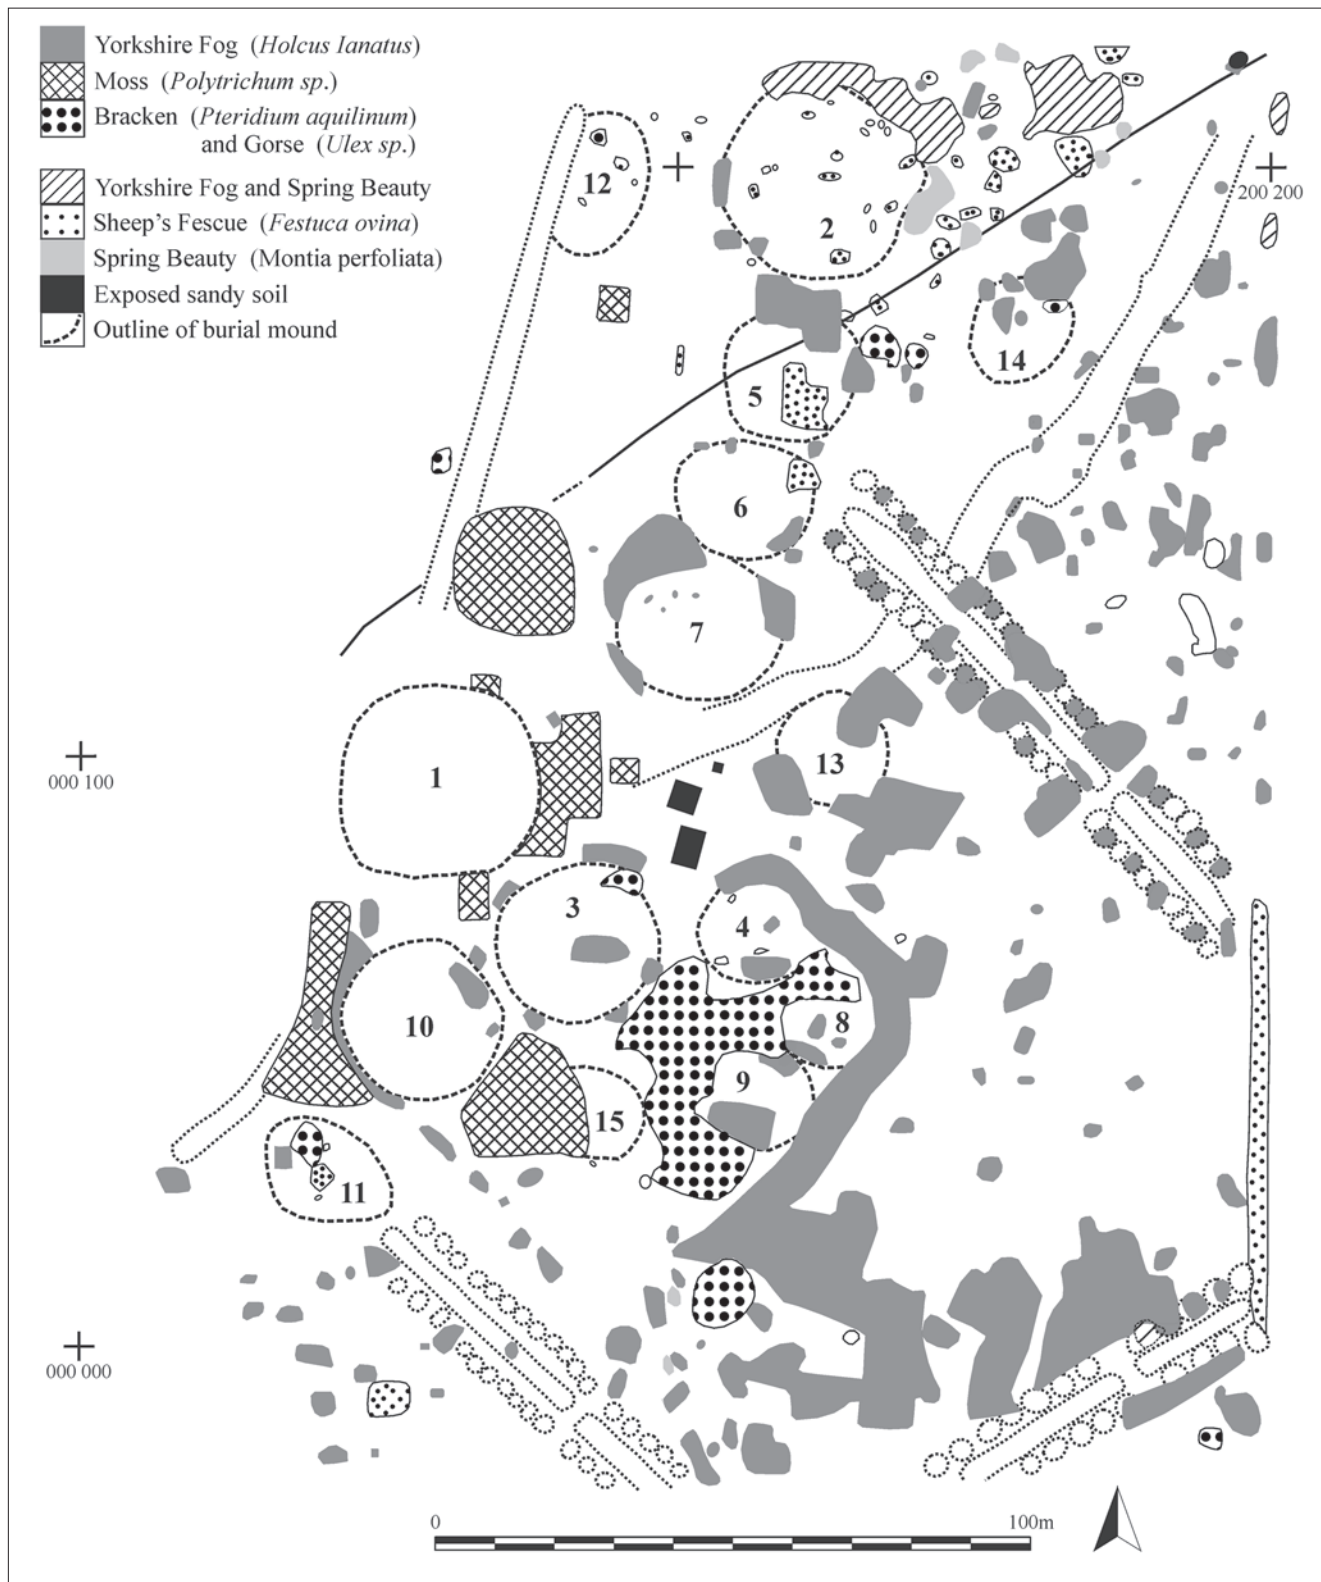 Yorkshire Fog (Holcus Ianatus)
Moss (Polytrichum sp.)
Bracken (Pteridium aquilinum)
and Gorse (Ulex sp.)
Yorkshire Fog and Spring Beauty
Sheep's Fescue (Festuca ovina)
Spring Beauty (Montia perfoliata)
Exposed sandy soil
Outline of burial mound
12
2
200 200
14
5
6
7
1
13
000 100
3
4
10
8
9
15
11
000 000
0
100m